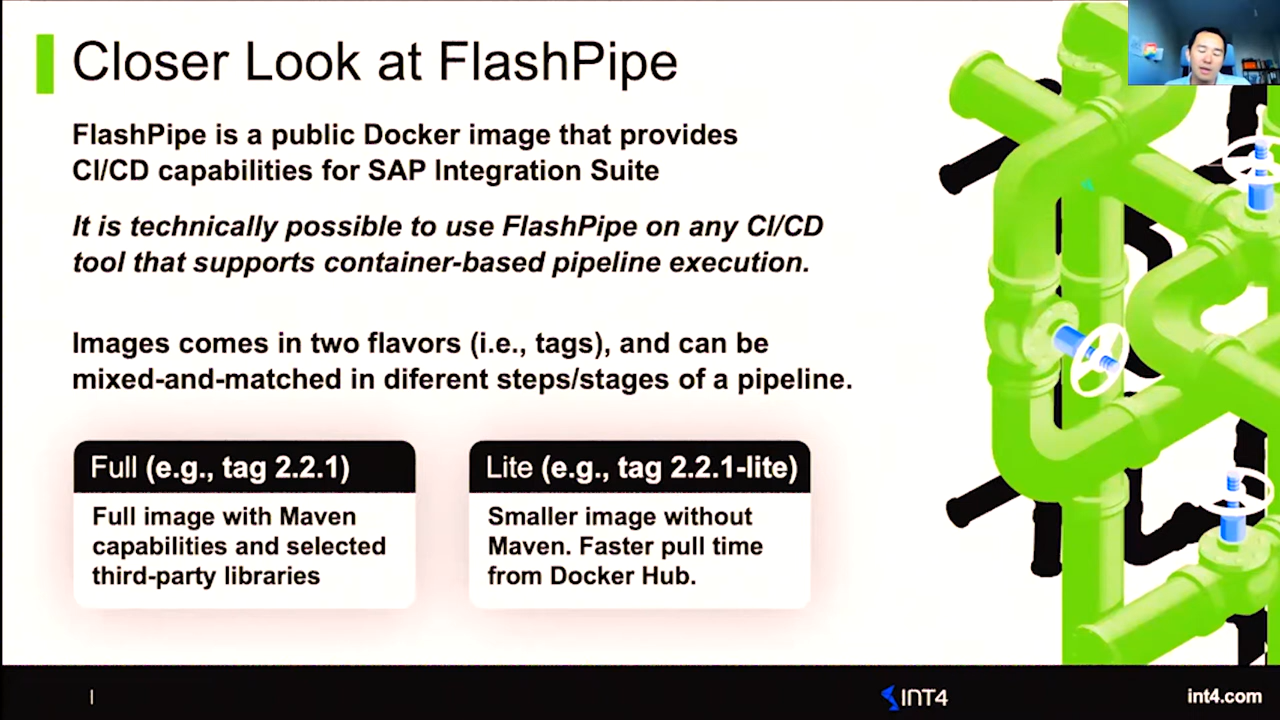 Closer Look at FlashPipe
FlashPipe is a public Docker image that provides
CI/CD capabilities for SAP Integration Suite
It is technically possible to use FlashPipe on any CI/CD
tool that supports container-based pipeline execution.
Images comes in two flavors (i.e., tags), and can be
mixed-and-matched in diferent steps/stages of a pipeline.
Full (e.g., tag 2.2.1)
Full image with Maven
capabilities and selected
third-party libraries
Lite (e.g., tag 2.2.1-lite)
Smaller image without
Maven. Faster pull time
from Docker Hub.
INT4
int4.com